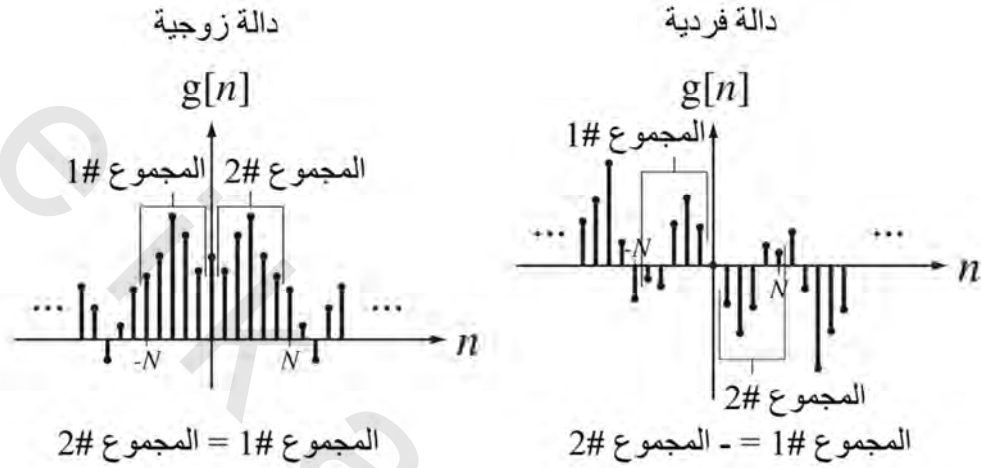 دالة زوجية
g[n]
المجموع #1
المجموع #2
...
...
-N
N
n
المجموع #1 = المجموع #2
دالة فردية
g[n]
المجموع #1
...
...
-N
N
n
المجموع #2
المجموع #1 = - المجموع #2